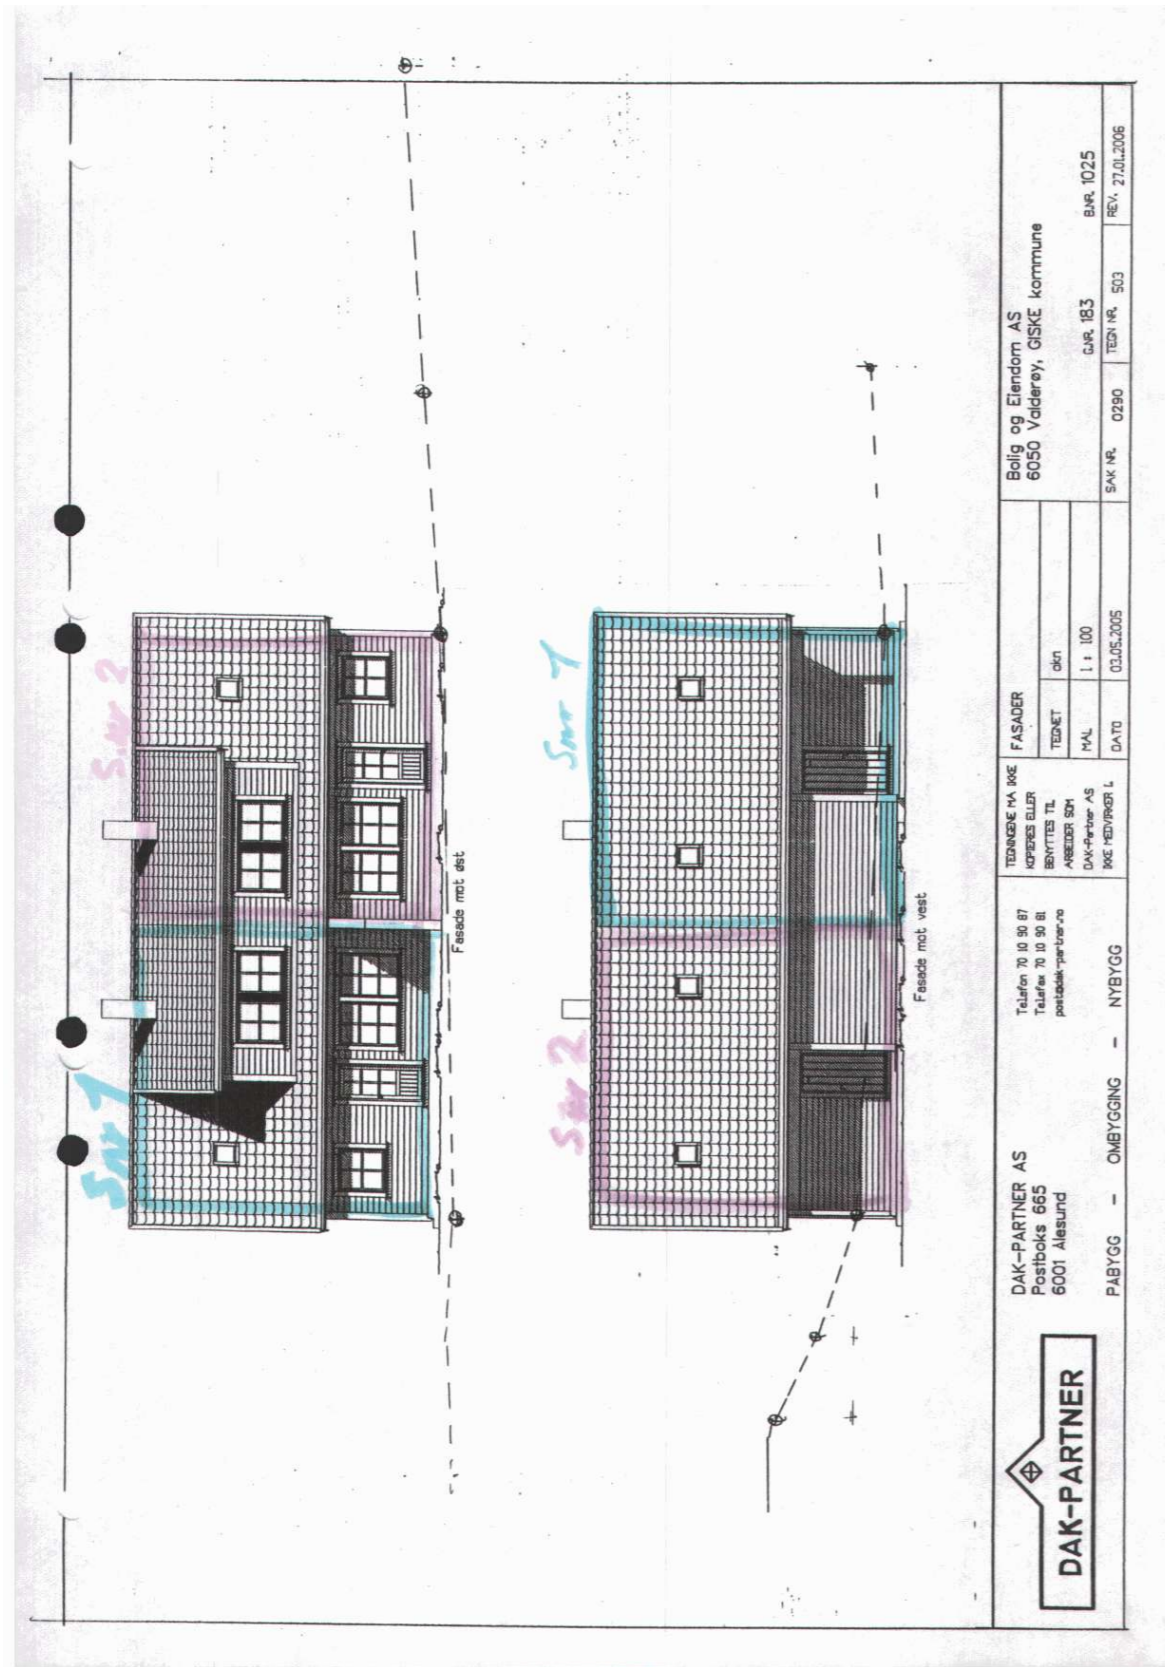 Snr 1
S.nr 2
Fasade mot øst
Snr 2
Snr 1
Fasade mot vest
DAK-PARTNER
DAK-PARTNER AS
Postboks 665
6001 Ålesund
Telefon 70 10 90 87
Telefax 70 10 90 81
post@dak-partner.no
PÅBYGG - OMBYGGING - NYBYGG
TEGNINGENE MÅ IKKE
KOPIERES ELLER
BENYTTES TIL
ARBEIDER SOM
DAK-Partner AS
IKKE MEDVIRKER I.
FASADER
TEGNET akn
MÅL 1 : 100
DATO 03.05.2005
Bolig og Eiendom AS
6050 Valderøy, GISKE kommune
G.NR. 183 B.NR. 1025
SAK NR. 0290 TEGN NR. 503 REV. 27.01.2006